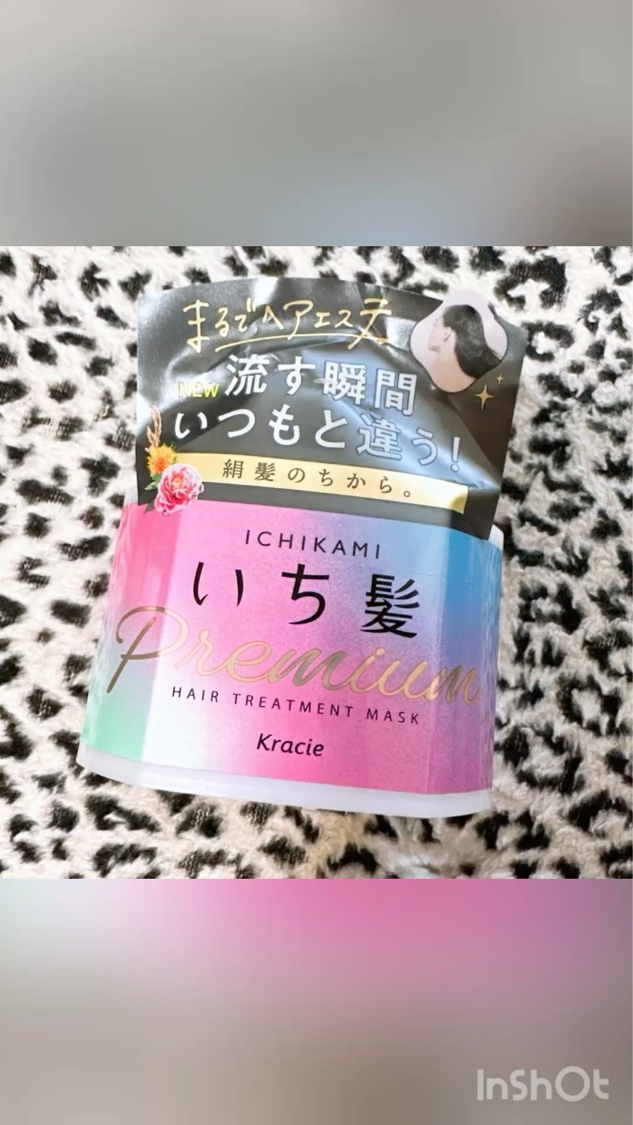 まるでヘアエステ
NEW 流す瞬間
いつもと違う!
絹髪のちから。
ICHIKAMI
いち髪
Premium
HAIR TREATMENT MASK
Kracie
InShOt